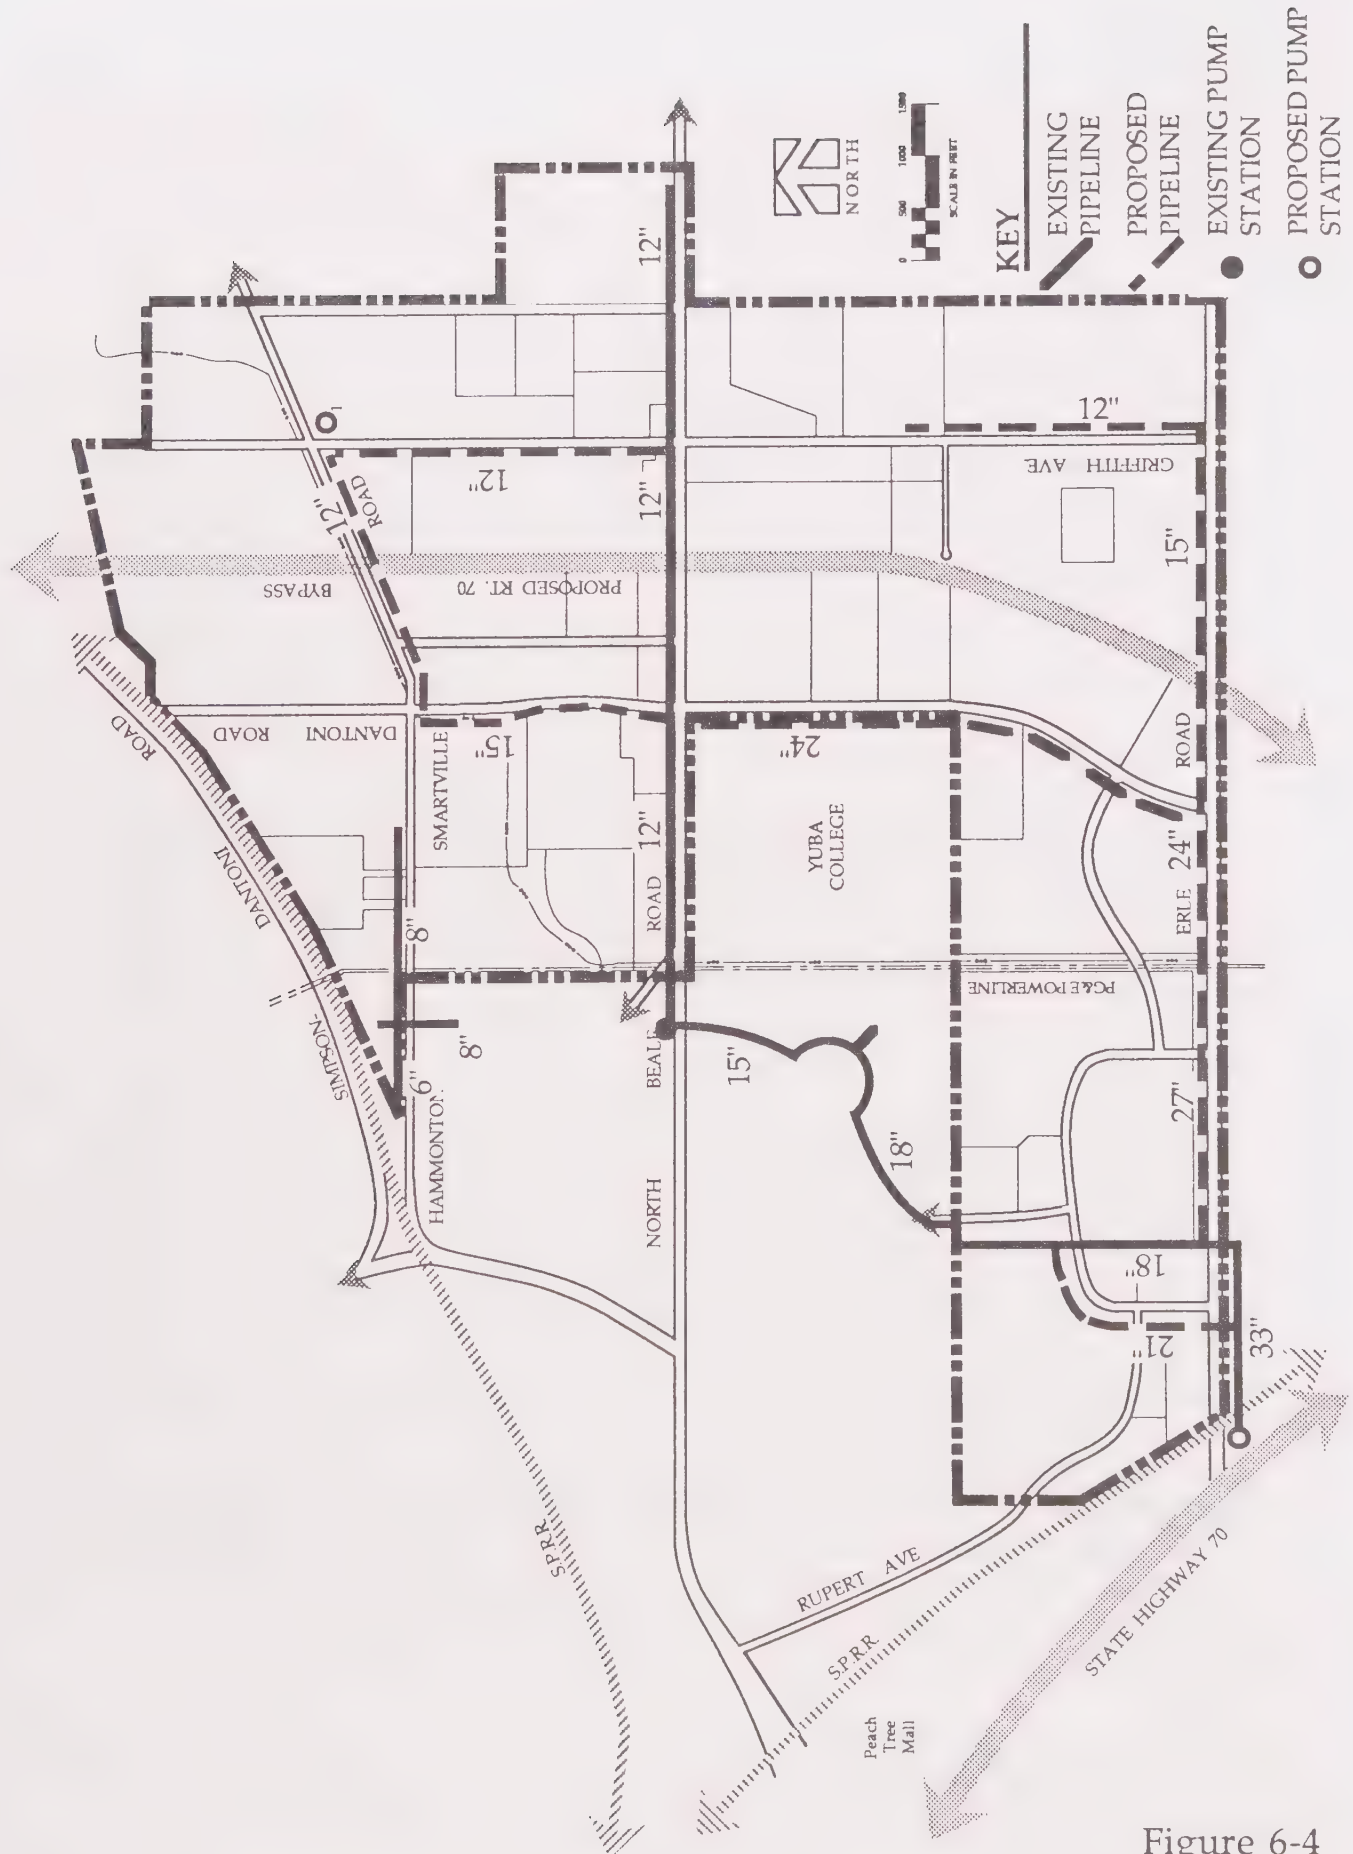 NORTH
0 500 1000 1500
SCALE IN FEET
KEY
EXISTING
PIPELINE
PROPOSED
PIPELINE
EXISTING PUMP
STATION
PROPOSED PUMP
STATION
12"
12"
ROAD
12"
12"
12"
GRIFFITH AVE
BYPASS
PROPOSED RT. 70
15"
ROAD
DANTONI ROAD
DANTONI
SIMPSON-
SMARTVILLE
15"
12"
24"
ROAD
ROAD
YUBA
COLLEGE
24"
ERLE
8"
8"
6"
PG&E POWERLINE
HAMMONTON
BEALE
NORTH
15"
18"
27"
18"
21"
33"
S.P.R.R.
RUPERT AVE
S.P.R.R.
STATE HIGHWAY 70
Peach
Tree
Mall
Figure 6-4